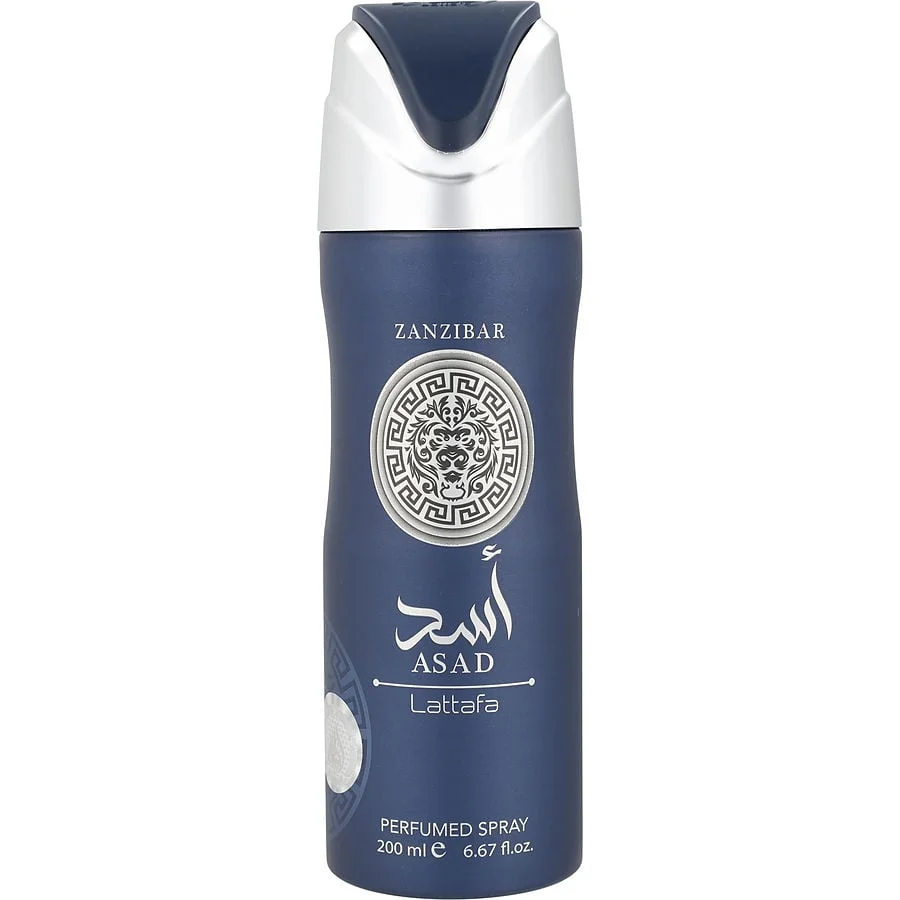 ZANZIBAR
أسد
ASAD
Lattafa
PERFUMED SPRAY
200 ml e 6.67 fl.oz.